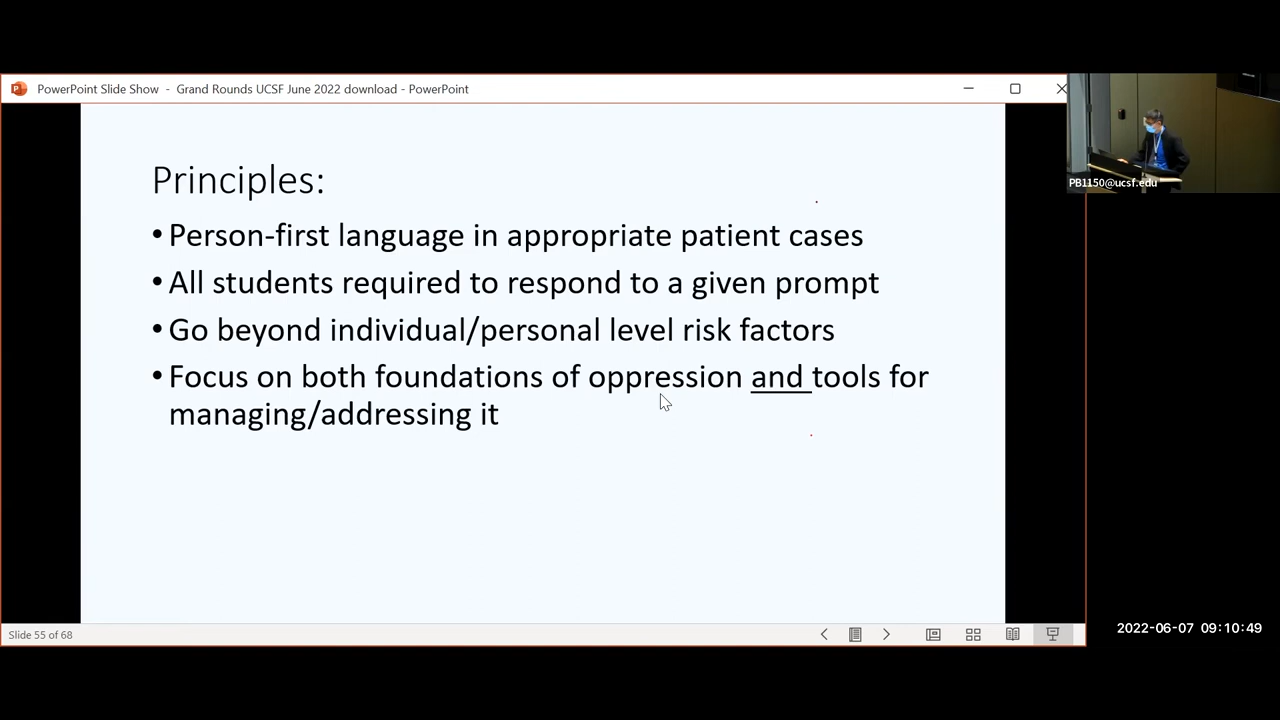 PowerPoint Slide Show - Grand Rounds UCSF June 2022 download - PowerPoint
PB1150@ucsf.edu
Principles:
• Person-first language in appropriate patient cases
• All students required to respond to a given prompt
• Go beyond individual/personal level risk factors
• Focus on both foundations of oppression and tools for
managing/addressing it
Slide 55 of 68
2022-06-07 09:10:49